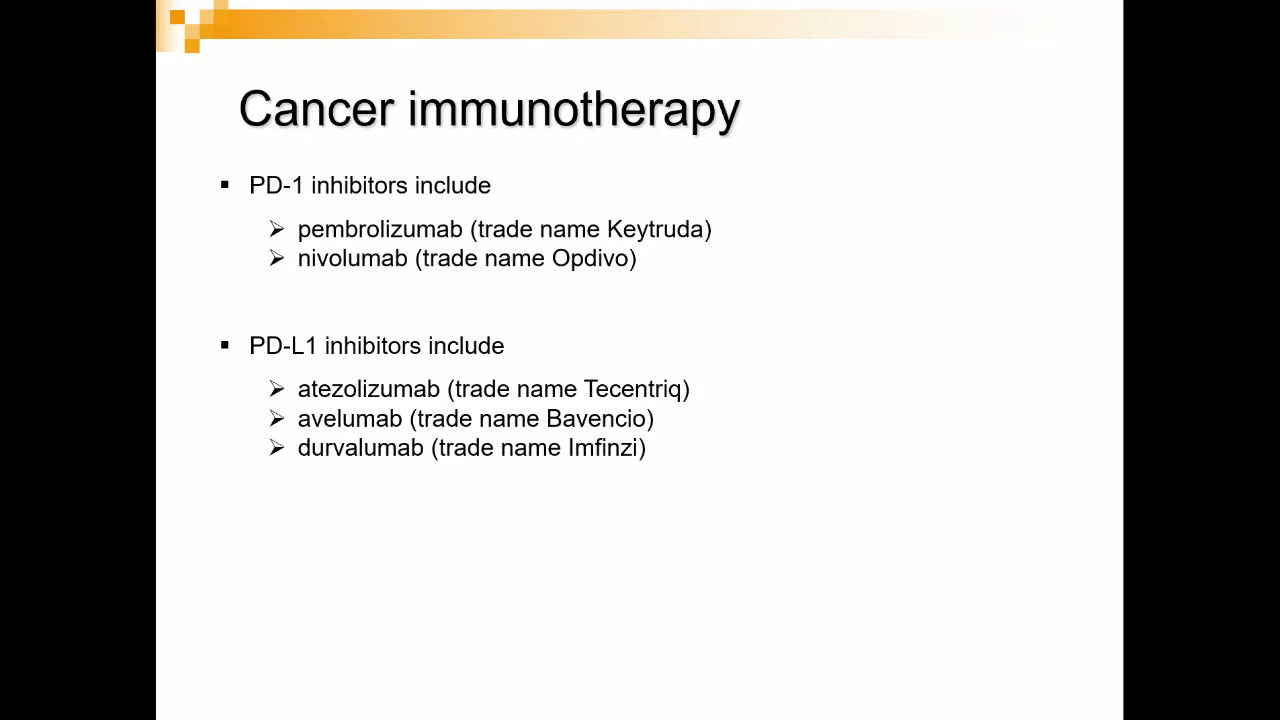 Cancer immunotherapy
▪ PD-1 inhibitors include
➢ pembrolizumab (trade name Keytruda)
➢ nivolumab (trade name Opdivo)
▪ PD-L1 inhibitors include
➢ atezolizumab (trade name Tecentriq)
➢ avelumab (trade name Bavencio)
➢ durvalumab (trade name Imfinzi)